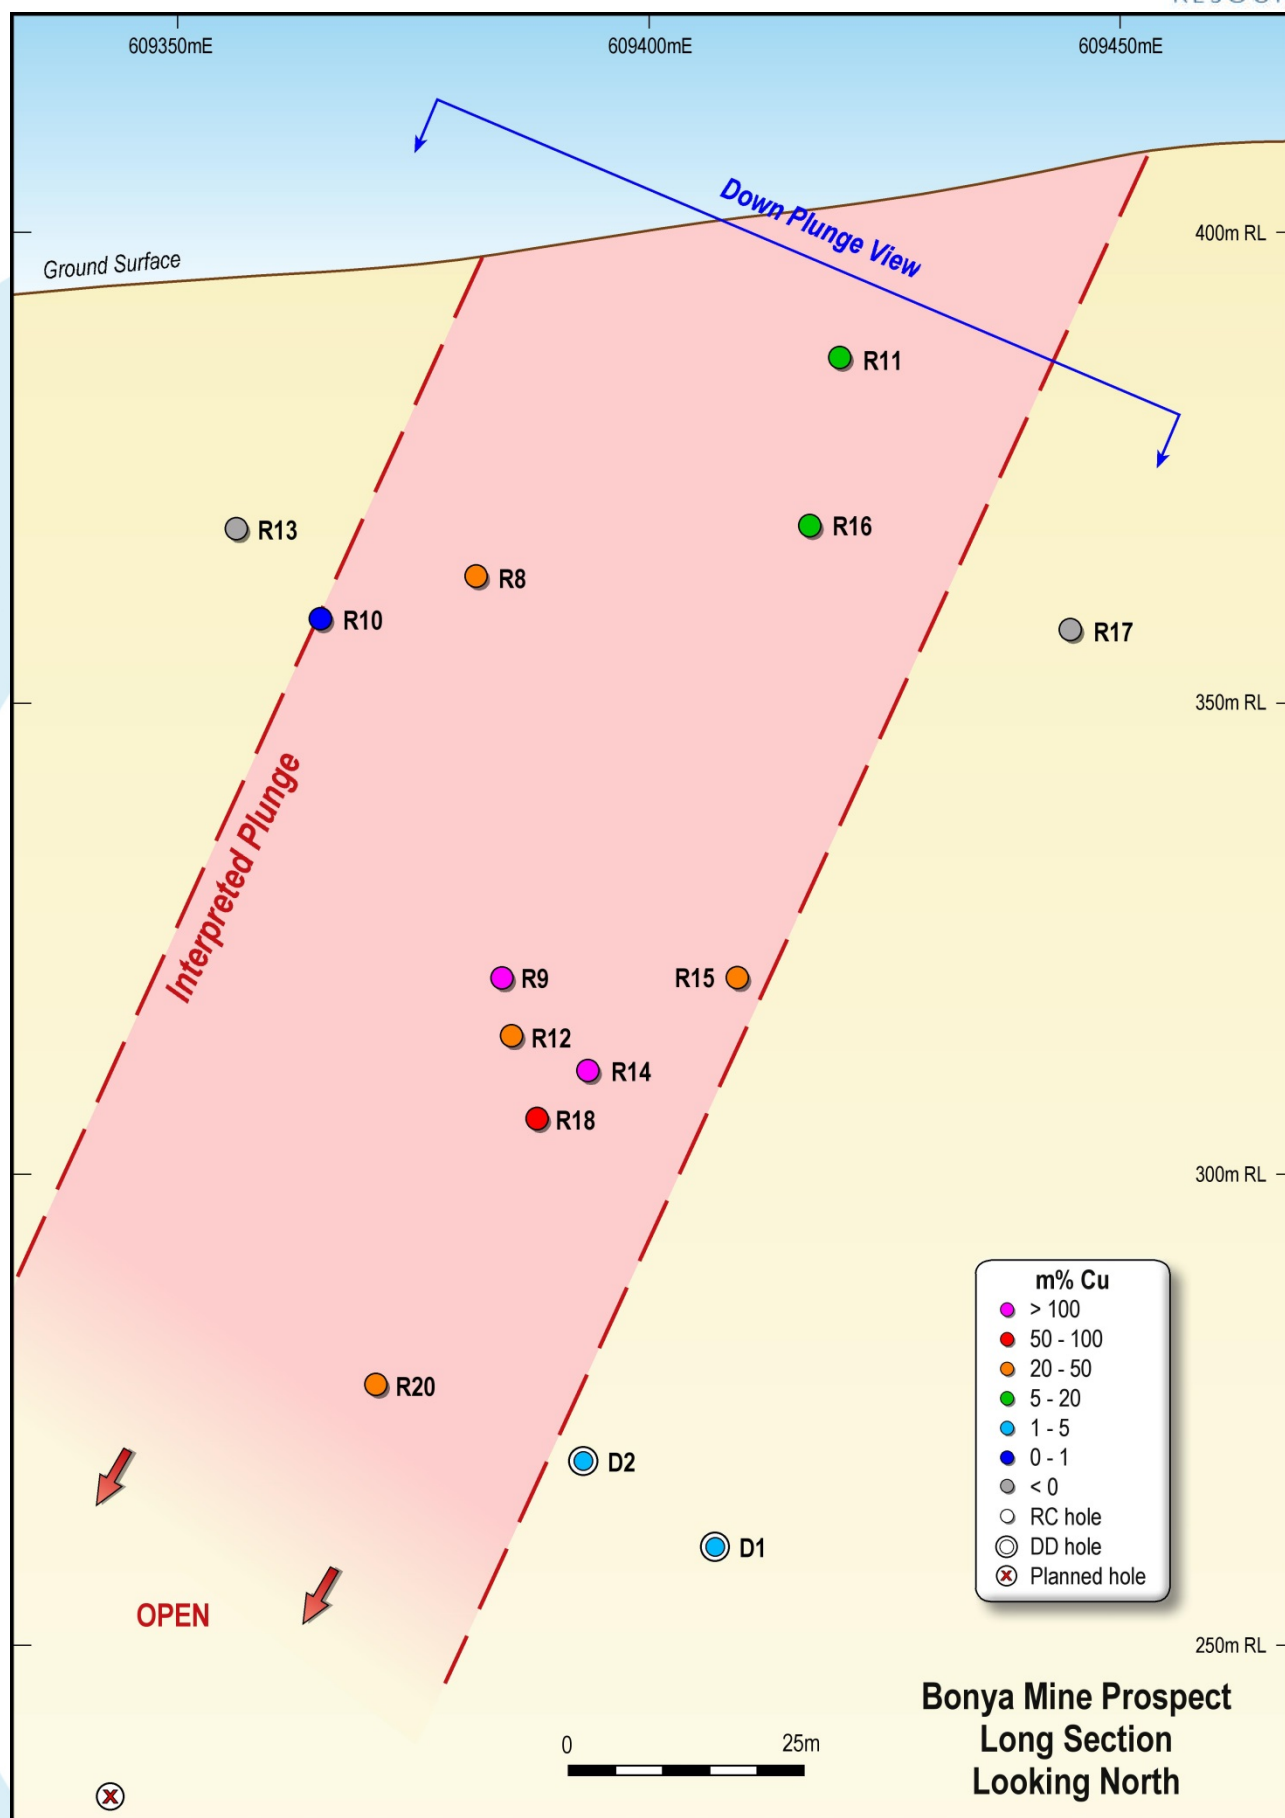 609350mE
609400mE
609450mE
Down Plunge View
400m RL
Ground Surface
R11
R13
R16
R8
R10
R17
350m RL
Interpreted Plunge
R9
R15
R12
R14
R18
300m RL
m% Cu
> 100
50 - 100
20 - 50
5 - 20
1 - 5
0 - 1
< 0
RC hole
DD hole
Planned hole
R20
D2
D1
OPEN
250m RL
Bonya Mine Prospect
Long Section
Looking North
0
25m